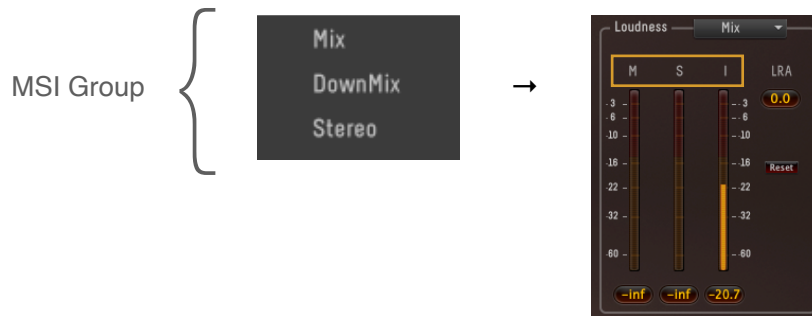 MSI Group
Mix
DownMix
Stereo
→
Loudness Mix
M S I LRA
-3 - - -3 0.0
-6 - - -6
-10 - - -10
-16 - - -16 Reset
-22 - - -22
-32 - - -32
-60 - - -60
-inf -inf -20.7